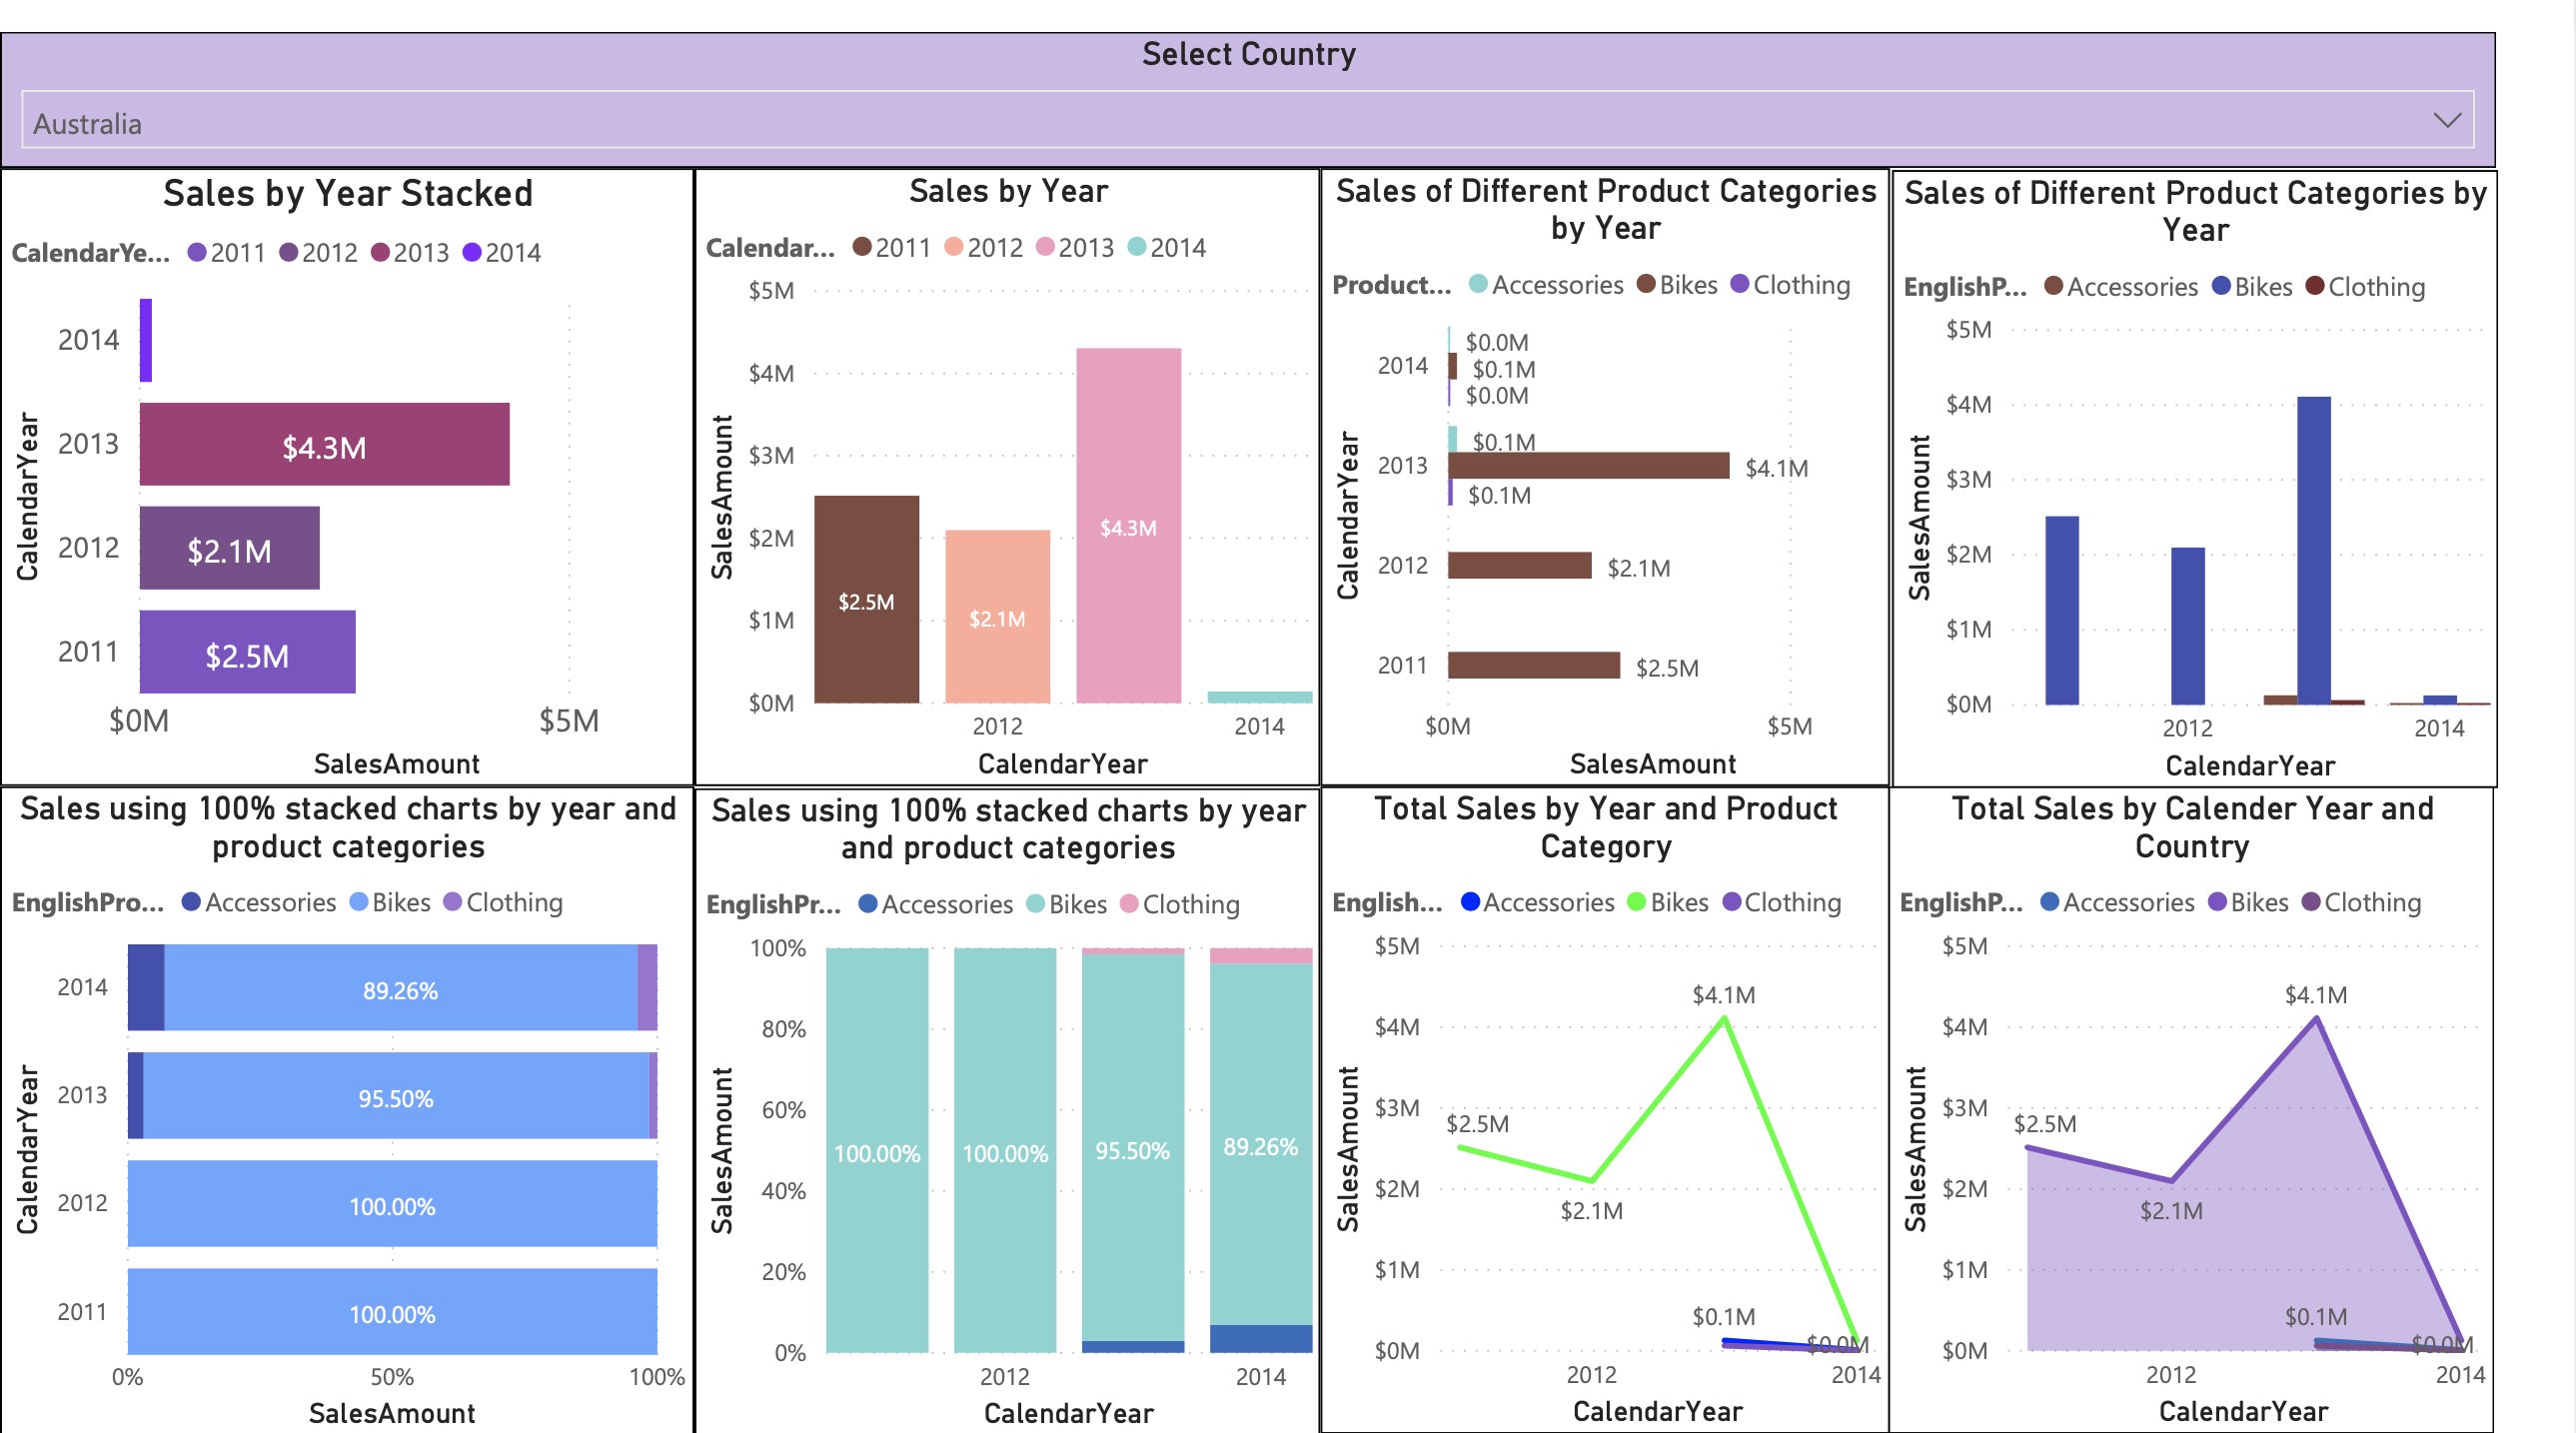 Select Country
Australia
Sales by Year Stacked
CalendarYe... 2011 2012 2013 2014
CalendarYear
2014
2013
$4.3M
2012
$2.1M
2011
$2.5M
$0M $5M
SalesAmount
Sales by Year
Calendar... 2011 2012 2013 2014
SalesAmount
$5M
$4M
$3M
$2M
$1M
$0M
$2.5M
$2.1M
$4.3M
2012 2014
CalendarYear
Sales of Different Product Categories
by Year
Product... Accessories Bikes Clothing
CalendarYear
2014
$0.0M
$0.1M
$0.0M
2013
$0.1M
$4.1M
$0.1M
2012
$2.1M
2011
$2.5M
$0M $5M
SalesAmount
Sales of Different Product Categories by
Year
EnglishP... Accessories Bikes Clothing
SalesAmount
$5M
$4M
$3M
$2M
$1M
$0M
2012 2014
CalendarYear
Sales using 100% stacked charts by year and
product categories
EnglishPro... Accessories Bikes Clothing
CalendarYear
2014
89.26%
2013
95.50%
2012
100.00%
2011
100.00%
0% 50% 100%
SalesAmount
Sales using 100% stacked charts by year
and product categories
EnglishPr... Accessories Bikes Clothing
SalesAmount
100%
80%
60%
40%
20%
0%
100.00% 100.00% 95.50% 89.26%
2012 2014
CalendarYear
Total Sales by Year and Product
Category
English... Accessories Bikes Clothing
SalesAmount
$5M
$4M
$3M
$2M
$1M
$0M
$2.5M
$2.1M
$4.1M
$0.1M
$0.0M
2012 2014
CalendarYear
Total Sales by Calender Year and
Country
EnglishP... Accessories Bikes Clothing
SalesAmount
$5M
$4M
$3M
$2M
$1M
$0M
$2.5M
$2.1M
$4.1M
$0.1M
$0.0M
2012 2014
CalendarYear